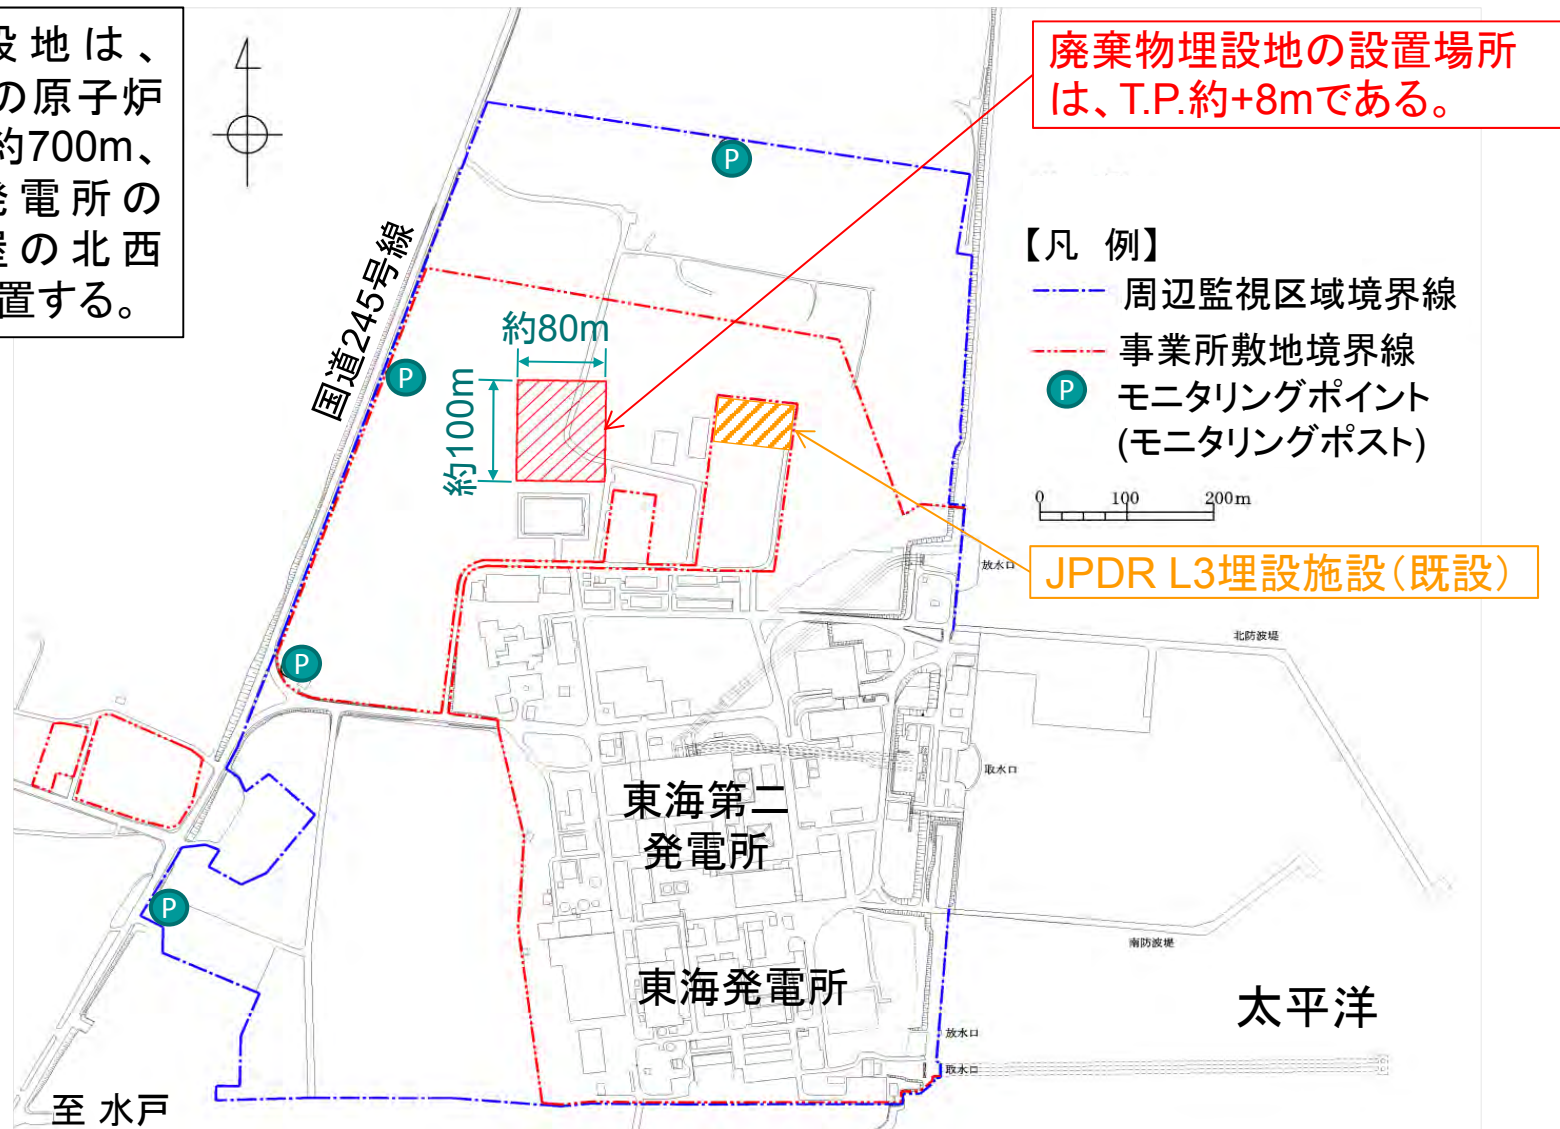 設地は、
の原子炉
約700m、
発電所の
屋の北西
置する。
廃棄物埋設地の設置場所
は、T.P.約+8mである。
P
国道245号線
【凡 例】
周辺監視区域境界線
事業所敷地境界線
P
モニタリングポイント
(モニタリングポスト)
約80m
約100m
P
0 100 200m
JPDR L3埋設施設(既設)
放水口
北防波堤
P
取水口
東海第二
発電所
P
南防波堤
東海発電所
太平洋
放水口
取水口
至 水戸